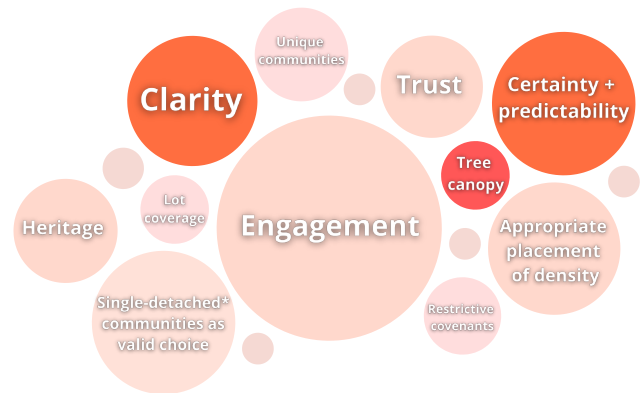 Unique
communities
Clarity
Trust
Certainty +
predictability
Tree
canopy
Lot
coverage
Heritage
Engagement
Appropriate
placement
of density
Single-detached*
communities as
valid choice
Restrictive
covenants